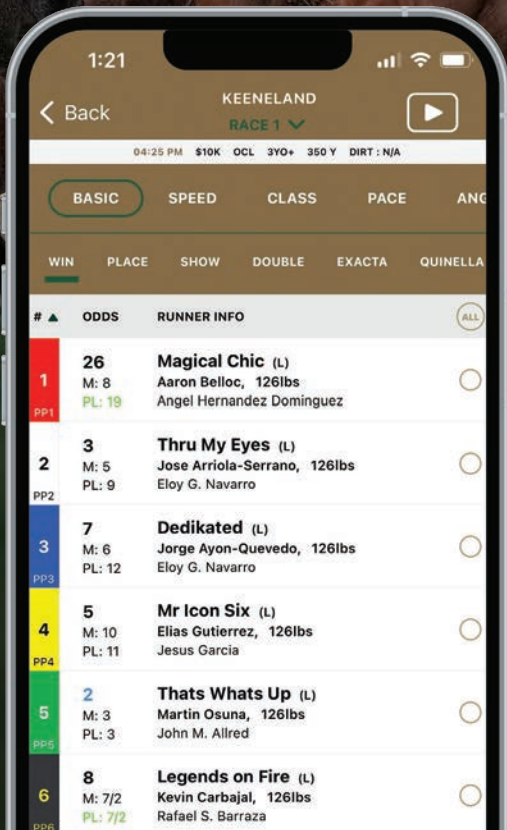 1:21
Back
KEENELAND
RACE 1
04:25 PM $10K OCL 3YO+ 350 Y DIRT : N/A
BASIC SPEED CLASS PACE ANG
WIN PLACE SHOW DOUBLE EXACTA QUINELLA
# ODDS RUNNER INFO ALL
1 PP1
26
M: 8
PL: 19
Magical Chic (L)
Aaron Belloc, 126lbs
Angel Hernandez Dominguez
2 PP2
3
M: 5
PL: 9
Thru My Eyes (L)
Jose Arriola-Serrano, 126lbs
Eloy G. Navarro
3 PP3
7
M: 6
PL: 12
Dedikated (L)
Jorge Ayon-Quevedo, 126lbs
Eloy G. Navarro
4 PP4
5
M: 10
PL: 11
Mr Icon Six (L)
Elias Gutierrez, 126lbs
Jesus Garcia
5 PP5
2
M: 3
PL: 3
Thats Whats Up (L)
Martin Osuna, 126lbs
John M. Allred
6 PP6
8
M: 7/2
PL: 7/2
Legends on Fire (L)
Kevin Carbajal, 126lbs
Rafael S. Barraza